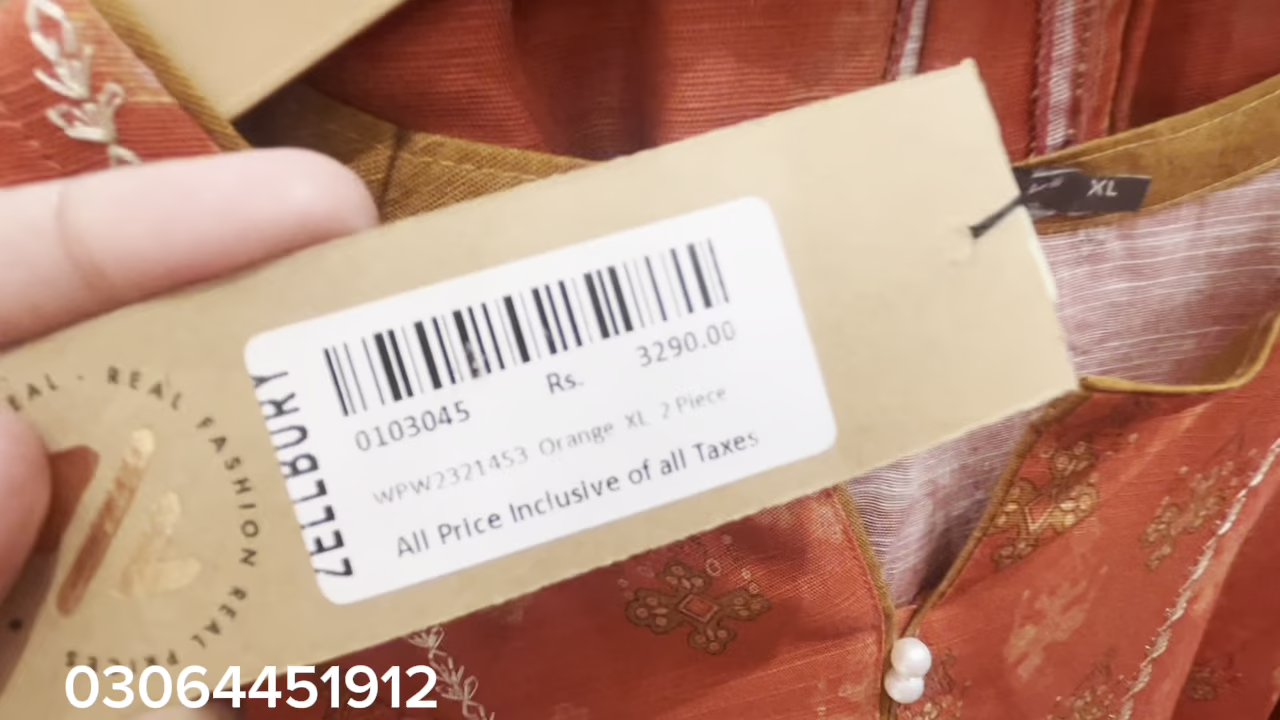 XL
ZELLBURY
0103045 Rs. 3290.00
WPW2321453 Orange XL 2 Piece
All Price Inclusive of all Taxes
REAL FASHION REAL PRICES
03064451912